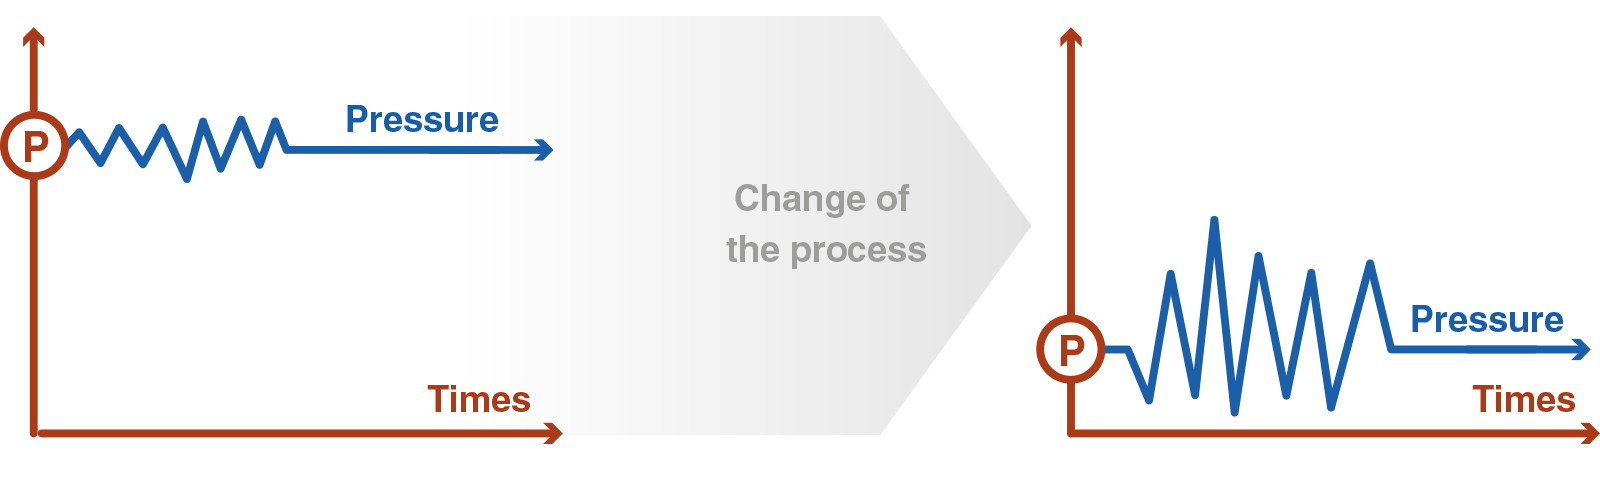 P
Pressure
Times
Change of
the process
P
Pressure
Times